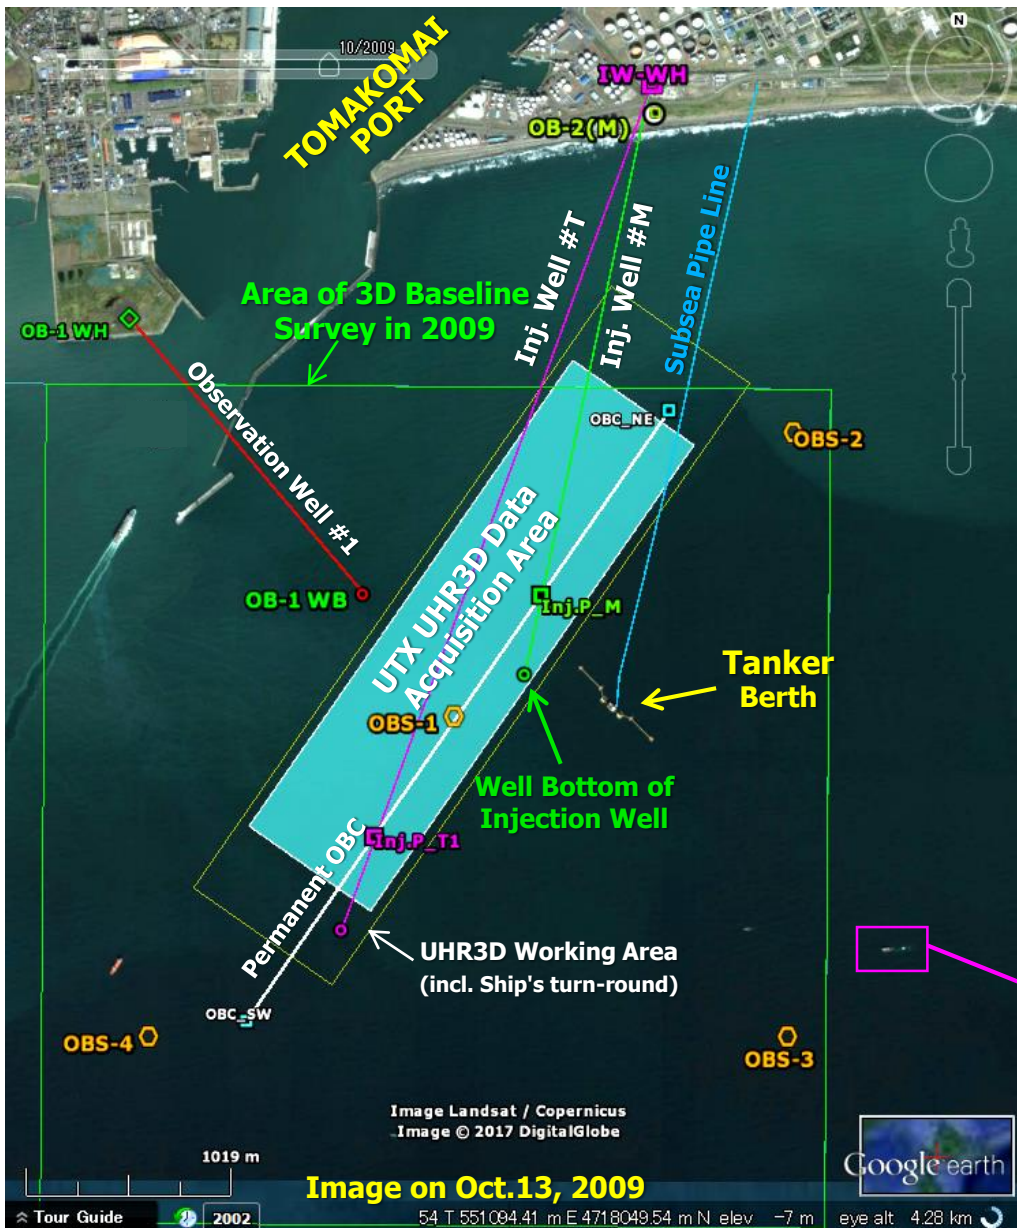 10/2009
N
TOMAKOMAI
PORT
IW-WH
OB-2(M)
Inj. Well #T
Inj. Well #M
Subsea Pipe Line
Area of 3D Baseline
Survey in 2009
OB-1 WH
Observation Well #1
OBC_NE
OBS-2
UTX UHR3D Data
Acquisition Area
OB-1 WB
Inj.P_M
Tanker
Berth
OBS-1
Well Bottom of
Injection Well
Inj.P_T1
Permanent OBC
UHR3D Working Area
(incl. Ship's turn-round)
OBC_SW
OBS-4
OBS-3
Image Landsat / Copernicus
Image © 2017 DigitalGlobe
1019 m
Google earth
Image on Oct.13, 2009
Tour Guide
2002
54 T 551094.41 m E 4718049.54 m N elev -7 m eye alt 4.28 km